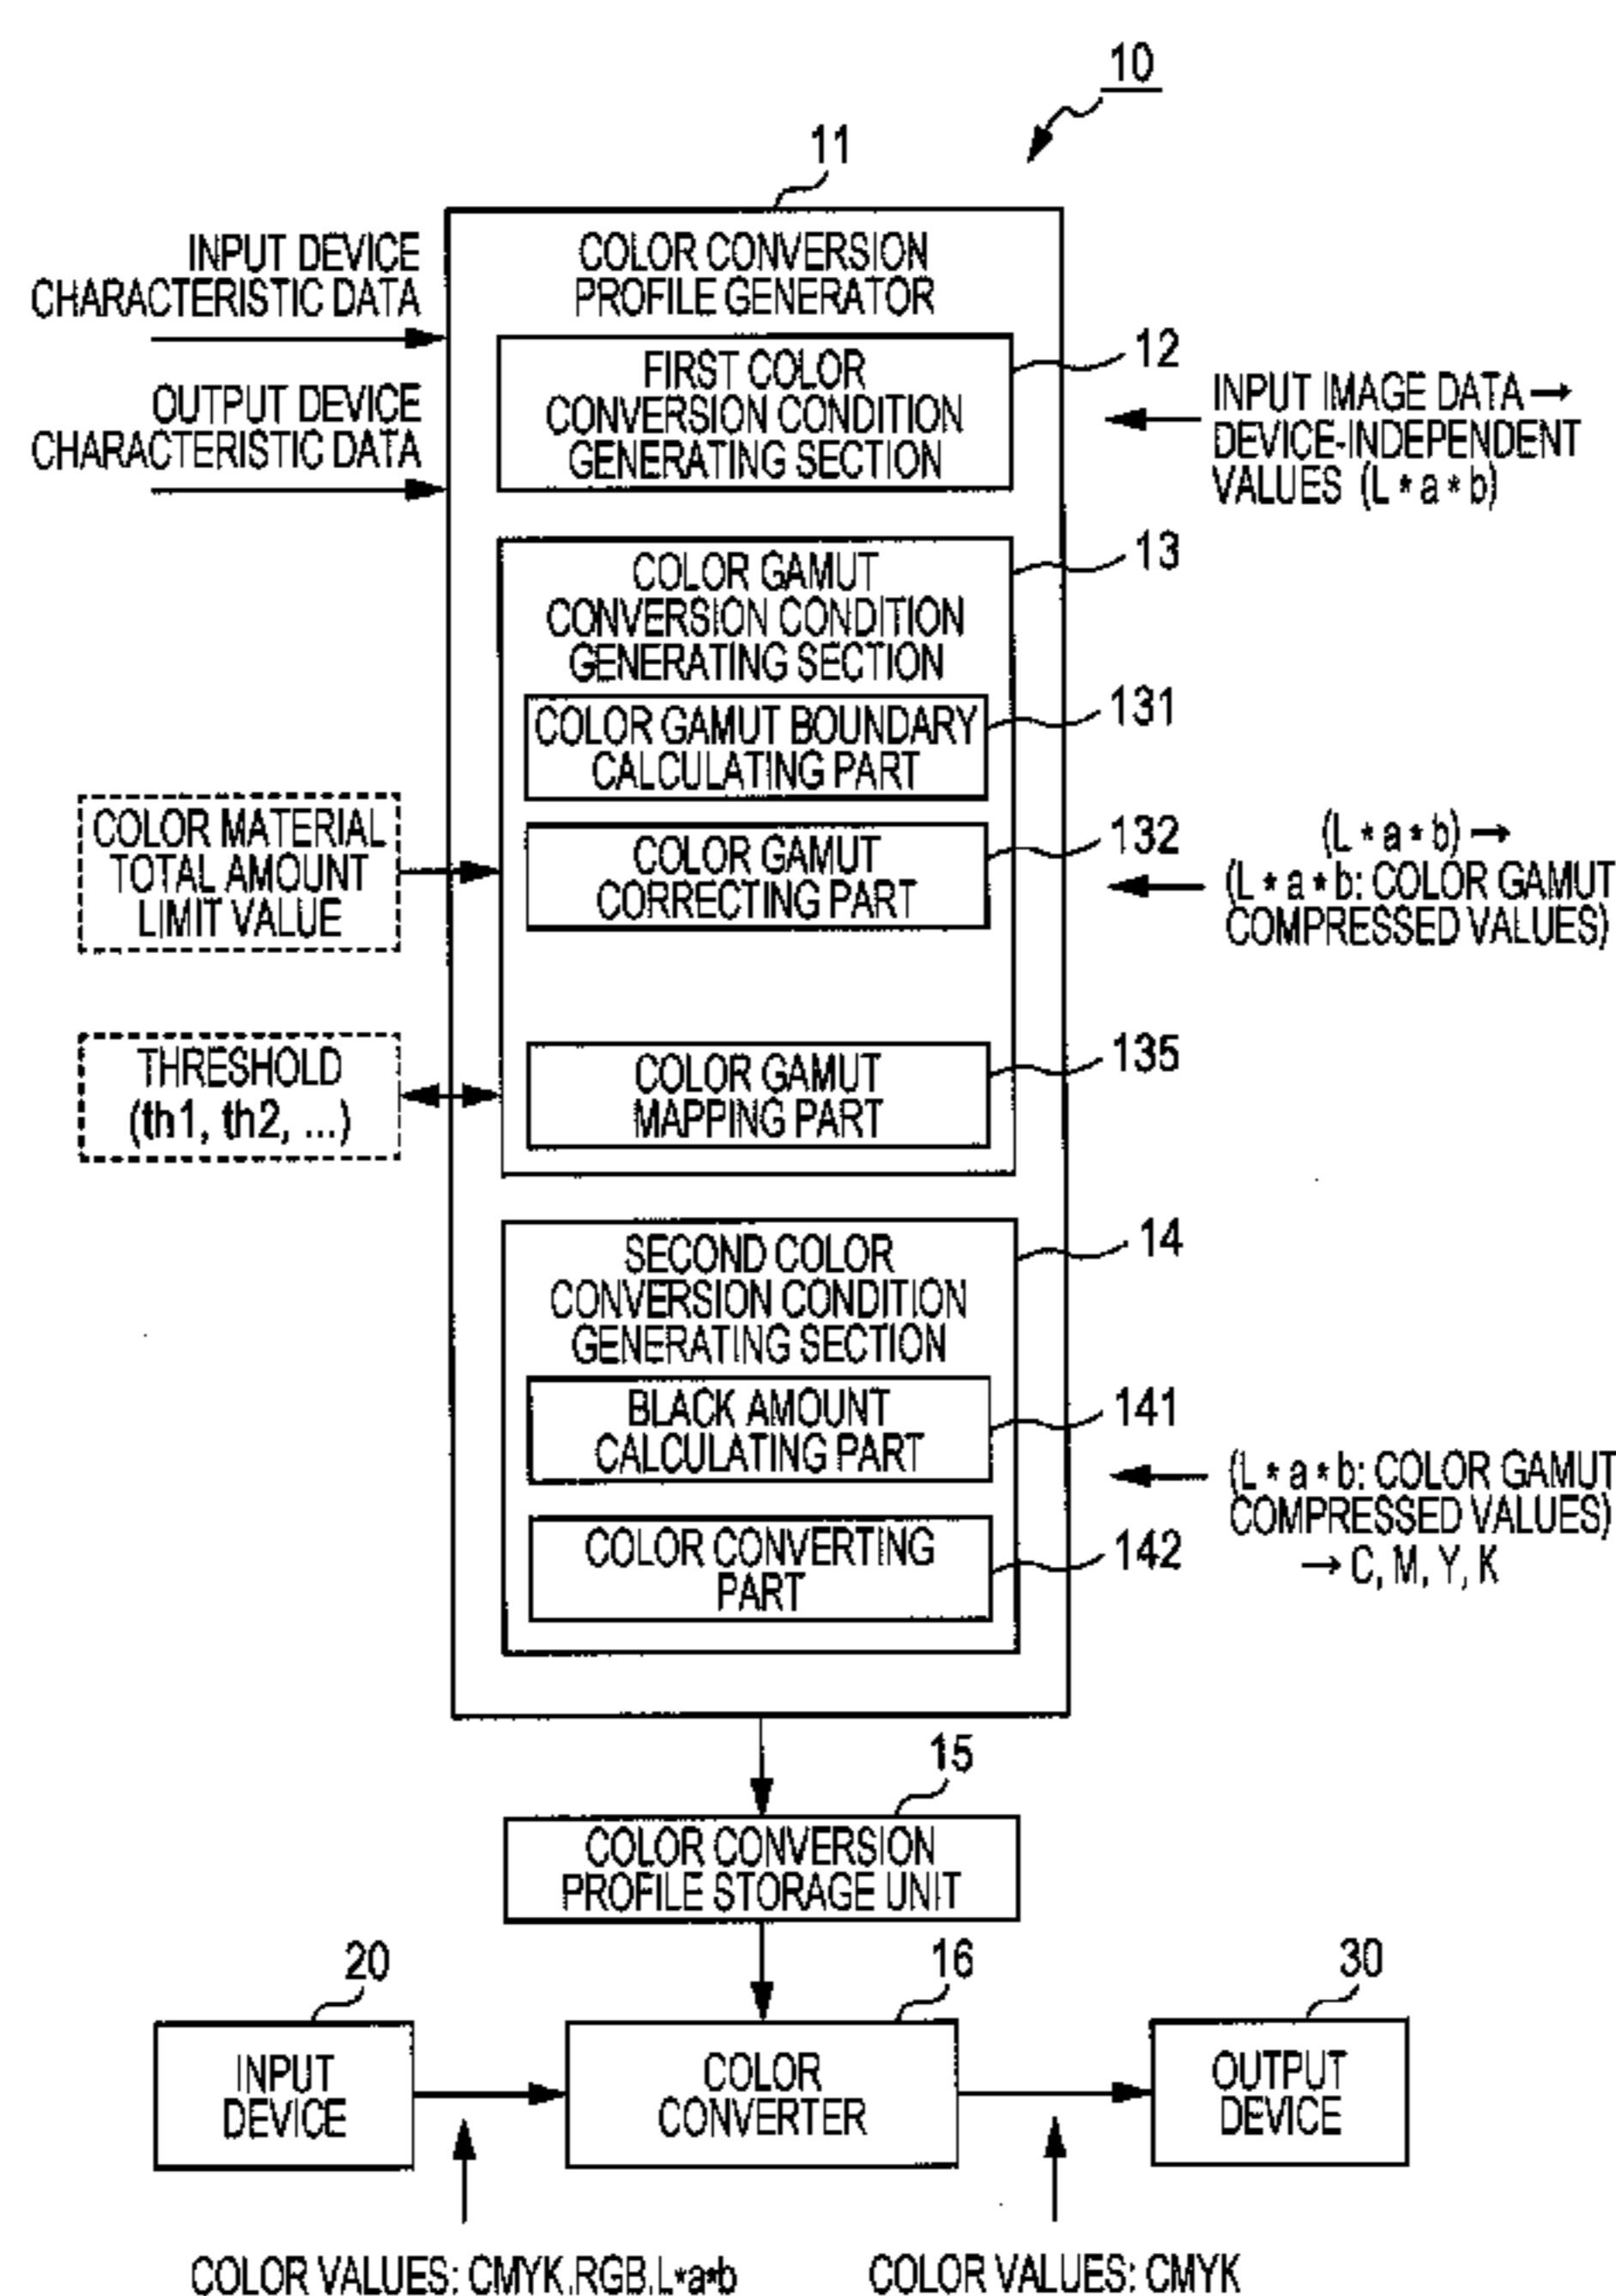 10
11
INPUT DEVICE
CHARACTERISTIC DATA
OUTPUT DEVICE
CHARACTERISTIC DATA
COLOR CONVERSION
PROFILE GENERATOR
FIRST COLOR
CONVERSION CONDITION
GENERATING SECTION
12
INPUT IMAGE DATA →
DEVICE-INDEPENDENT
VALUES (L * a * b)
COLOR GAMUT
CONVERSION CONDITION
GENERATING SECTION
13
COLOR GAMUT BOUNDARY
CALCULATING PART
131
COLOR MATERIAL
TOTAL AMOUNT
LIMIT VALUE
COLOR GAMUT
CORRECTING PART
132
(L * a * b) →
(L * a * b: COLOR GAMUT
COMPRESSED VALUES)
THRESHOLD
(th1, th2, ...)
COLOR GAMUT
MAPPING PART
135
SECOND COLOR
CONVERSION CONDITION
GENERATING SECTION
14
BLACK AMOUNT
CALCULATING PART
141
(L * a * b: COLOR GAMUT
COMPRESSED VALUES)
→ C, M, Y, K
COLOR CONVERTING
PART
142
15
COLOR CONVERSION
PROFILE STORAGE UNIT
20
16
30
INPUT
DEVICE
COLOR
CONVERTER
OUTPUT
DEVICE
COLOR VALUES: CMYK.RGB.L*a*b
COLOR VALUES: CMYK